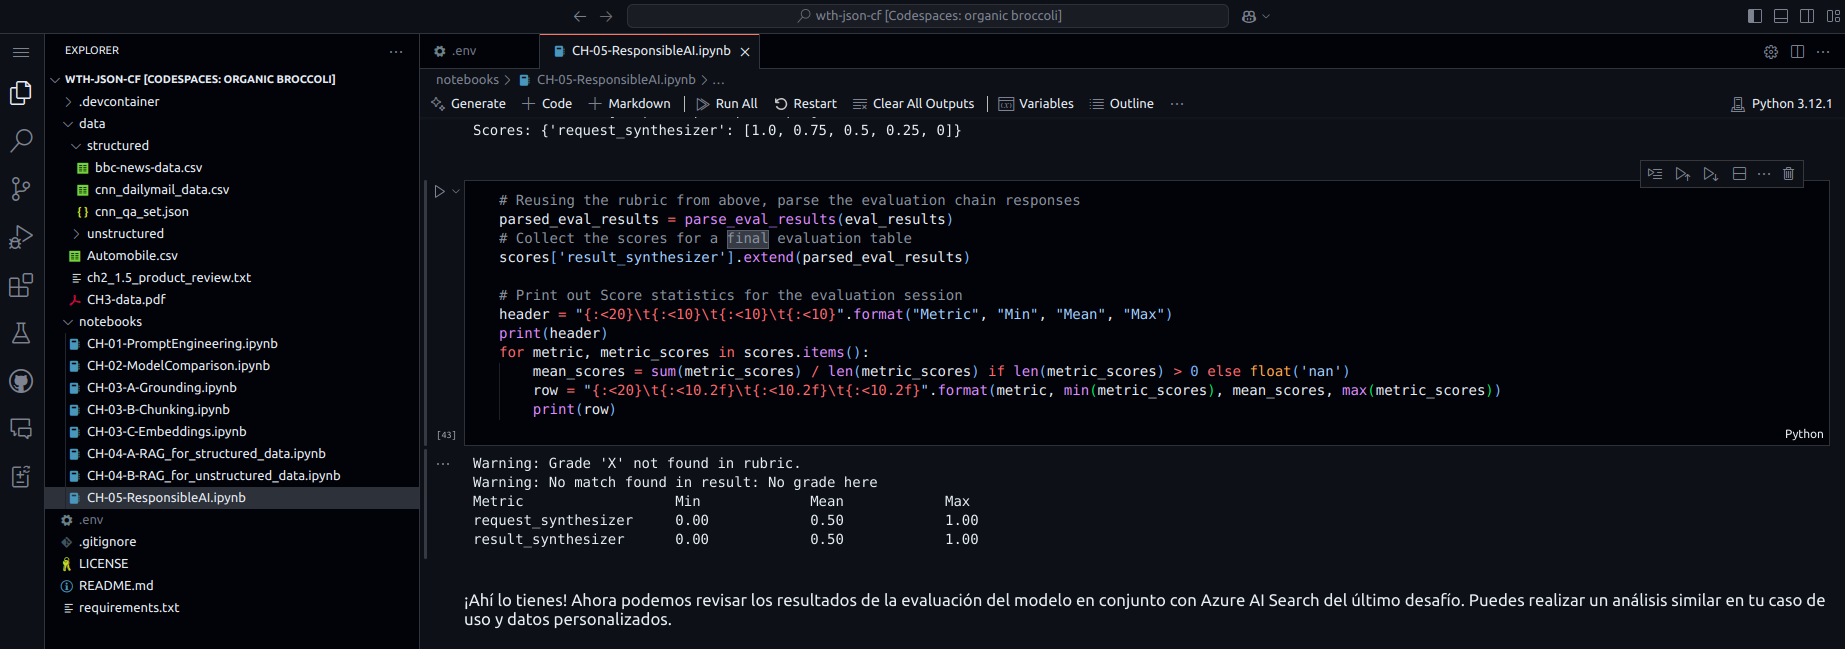 wth-json-cf [Codespaces: organic broccoli]
EXPLORER
WTH-JSON-CF [CODESPACES: ORGANIC BROCCOLI]
.devcontainer
data
structured
bbc-news-data.csv
cnn_dailymail_data.csv
{} cnn_qa_set.json
unstructured
Automobile.csv
ch2_1.5_product_review.txt
CH3-data.pdf
notebooks
CH-01-PromptEngineering.ipynb
CH-02-ModelComparison.ipynb
CH-03-A-Grounding.ipynb
CH-03-B-Chunking.ipynb
CH-03-C-Embeddings.ipynb
CH-04-A-RAG_for_structured_data.ipynb
CH-04-B-RAG_for_unstructured_data.ipynb
CH-05-ResponsibleAI.ipynb
.env
.gitignore
LICENSE
README.md
requirements.txt
.env
CH-05-ResponsibleAI.ipynb
notebooks > CH-05-ResponsibleAI.ipynb > ...
Generate + Code + Markdown | Run All Restart Clear All Outputs | Variables Outline ...
Python 3.12.1
Scores: {'request_synthesizer': [1.0, 0.75, 0.5, 0.25, 0]}
# Reusing the rubric from above, parse the evaluation chain responses
parsed_eval_results = parse_eval_results(eval_results)
# Collect the scores for a final evaluation table
scores['result_synthesizer'].extend(parsed_eval_results)
# Print out Score statistics for the evaluation session
header = "{:<20}\t{:<10}\t{:<10}\t{:<10}".format("Metric", "Min", "Mean", "Max")
print(header)
for metric, metric_scores in scores.items():
mean_scores = sum(metric_scores) / len(metric_scores) if len(metric_scores) > 0 else float('nan')
row = "{:<20}\t{:<10.2f}\t{:<10.2f}\t{:<10.2f}".format(metric, min(metric_scores), mean_scores, max(metric_scores))
print(row)
[43]
Python
Warning: Grade 'X' not found in rubric.
Warning: No match found in result: No grade here
Metric Min Mean Max
request_synthesizer 0.00 0.50 1.00
result_synthesizer 0.00 0.50 1.00
¡Ahí lo tienes! Ahora podemos revisar los resultados de la evaluación del modelo en conjunto con Azure AI Search del último desafío. Puedes realizar un análisis similar en tu caso de
uso y datos personalizados.